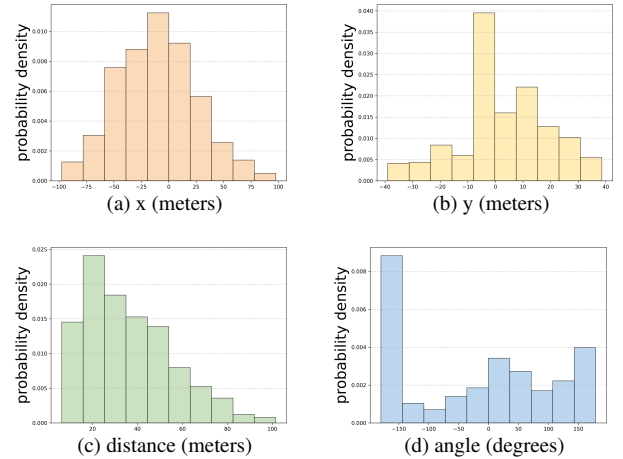 probability density
0.010
0.008
0.006
0.004
0.002
0.000
−100 −75 −50 −25 0 25 50 75 100
(a) x (meters)
probability density
0.040
0.035
0.030
0.025
0.020
0.015
0.010
0.005
0.000
−40 −30 −20 −10 0 10 20 30 40
(b) y (meters)
probability density
0.025
0.020
0.015
0.010
0.005
0.000
20 40 60 80 100
(c) distance (meters)
probability density
0.008
0.006
0.004
0.002
0.000
−150 −100 −50 0 50 100 150
(d) angle (degrees)